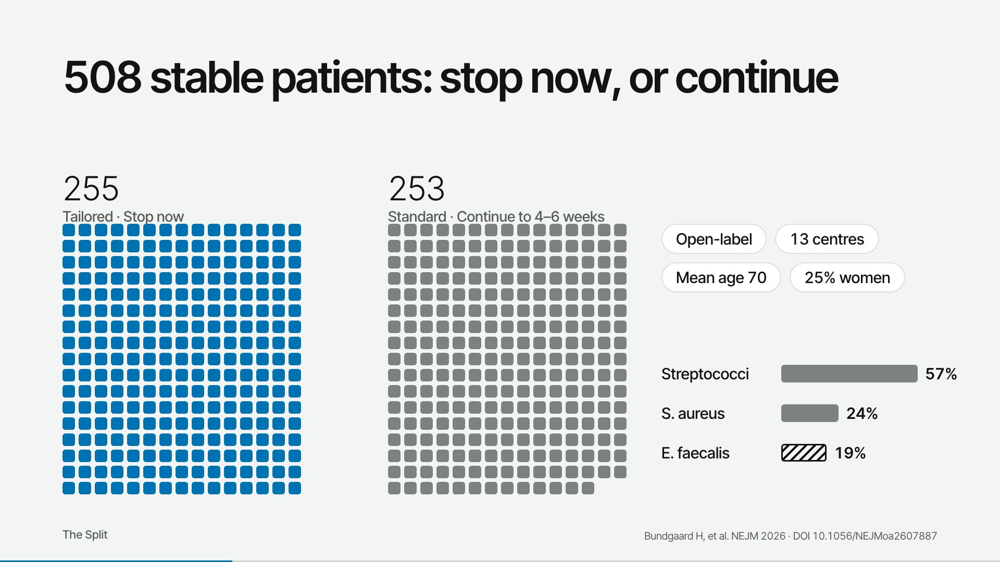 508 stable patients: stop now, or continue
255
Tailored · Stop now
253
Standard · Continue to 4–6 weeks
Open-label
13 centres
Mean age 70
25% women
Streptococci 57%
S. aureus 24%
E. faecalis 19%
The Split
Bundgaard H, et al. NEJM 2026 · DOI 10.1056/NEJMoa2607887